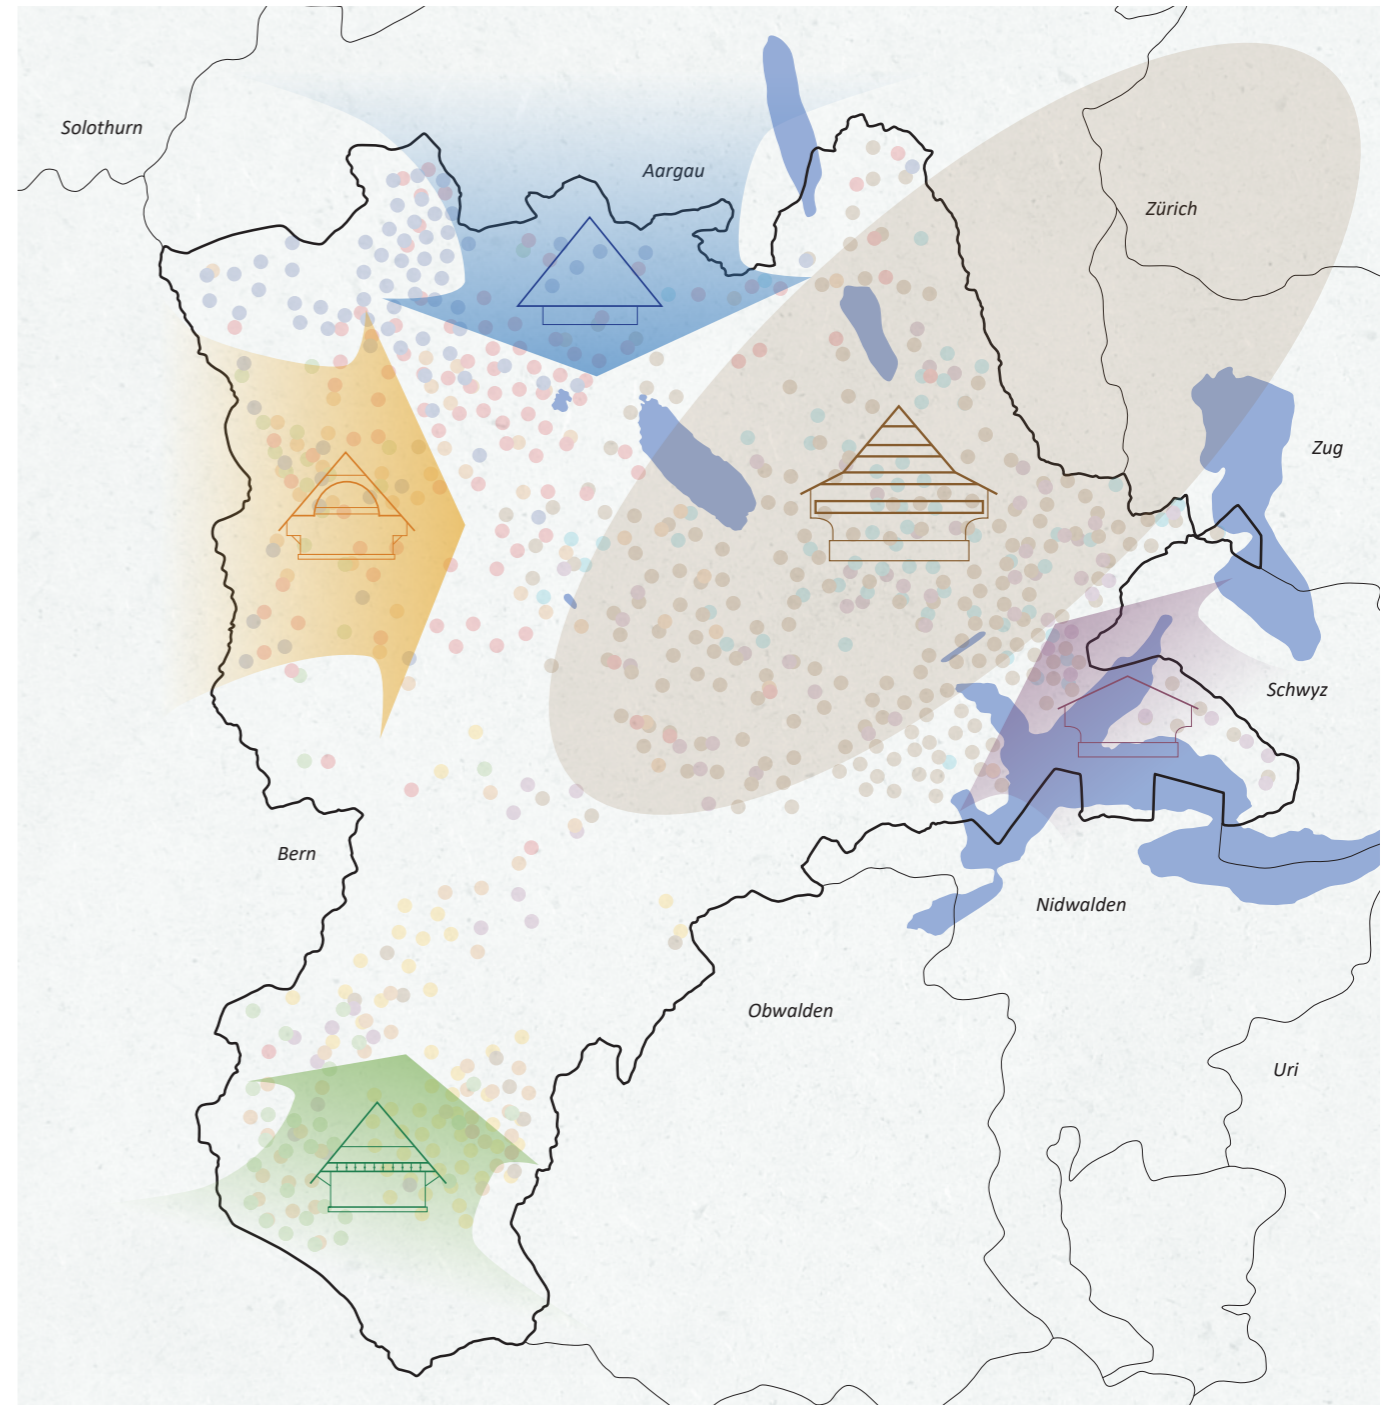 Solothurn
Aargau
Zürich
Zug
Schwyz
Bern
Nidwalden
Obwalden
Uri